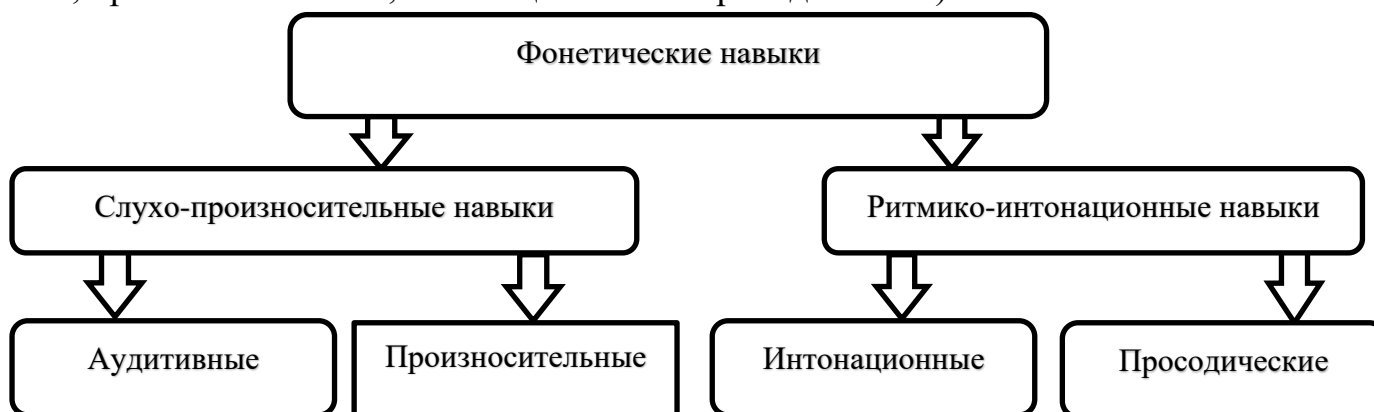 Фонетические навыки
Слухо-произносительные навыки
Ритмико-интонационные навыки
Аудитивные
Произносительные
Интонационные
Просодические